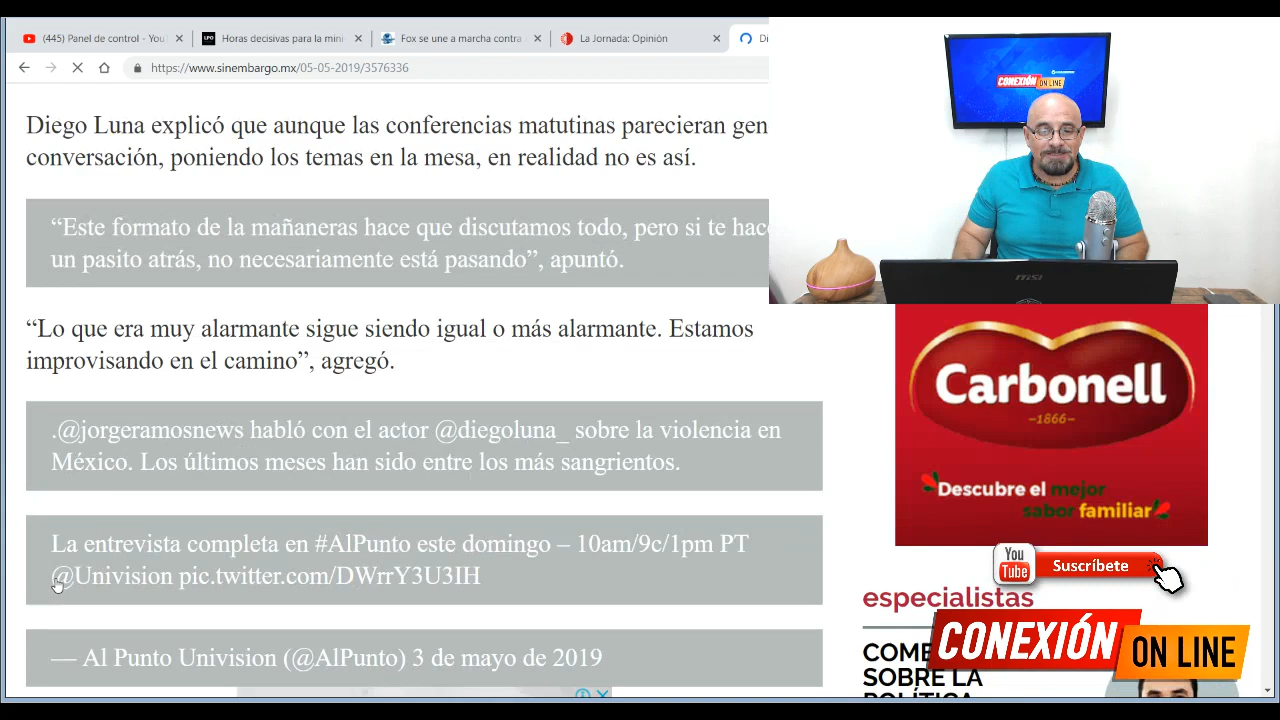 (445) Panel de control - You
LPO
Horas decisivas para la mini
Fox se une a marcha contra
La Jornada: Opinión
Di
https://www.sinembargo.mx/05-05-2019/3576336
CONEXIÓN ON LINE
Diego Luna explicó que aunque las conferencias matutinas parecieran gen
conversación, poniendo los temas en la mesa, en realidad no es así.
“Este formato de la mañaneras hace que discutamos todo, pero si te hace
un pasito atrás, no necesariamente está pasando”, apuntó.
msi
“Lo que era muy alarmante sigue siendo igual o más alarmante. Estamos
improvisando en el camino”, agregó.
.@jorgeramosnews habló con el actor @diegoluna_ sobre la violencia en
México. Los últimos meses han sido entre los más sangrientos.
La entrevista completa en #AlPunto este domingo – 10am/9c/1pm PT
@Univision pic.twitter.com/DWrrY3U3IH
— Al Punto Univision (@AlPunto) 3 de mayo de 2019
Carbonell
–1866–
Descubre el mejor
sabor familiar
You
Tube
Suscríbete
especialistas
CONEXIÓN ON LINE
COME
SOBRE LA
POLÍTICA